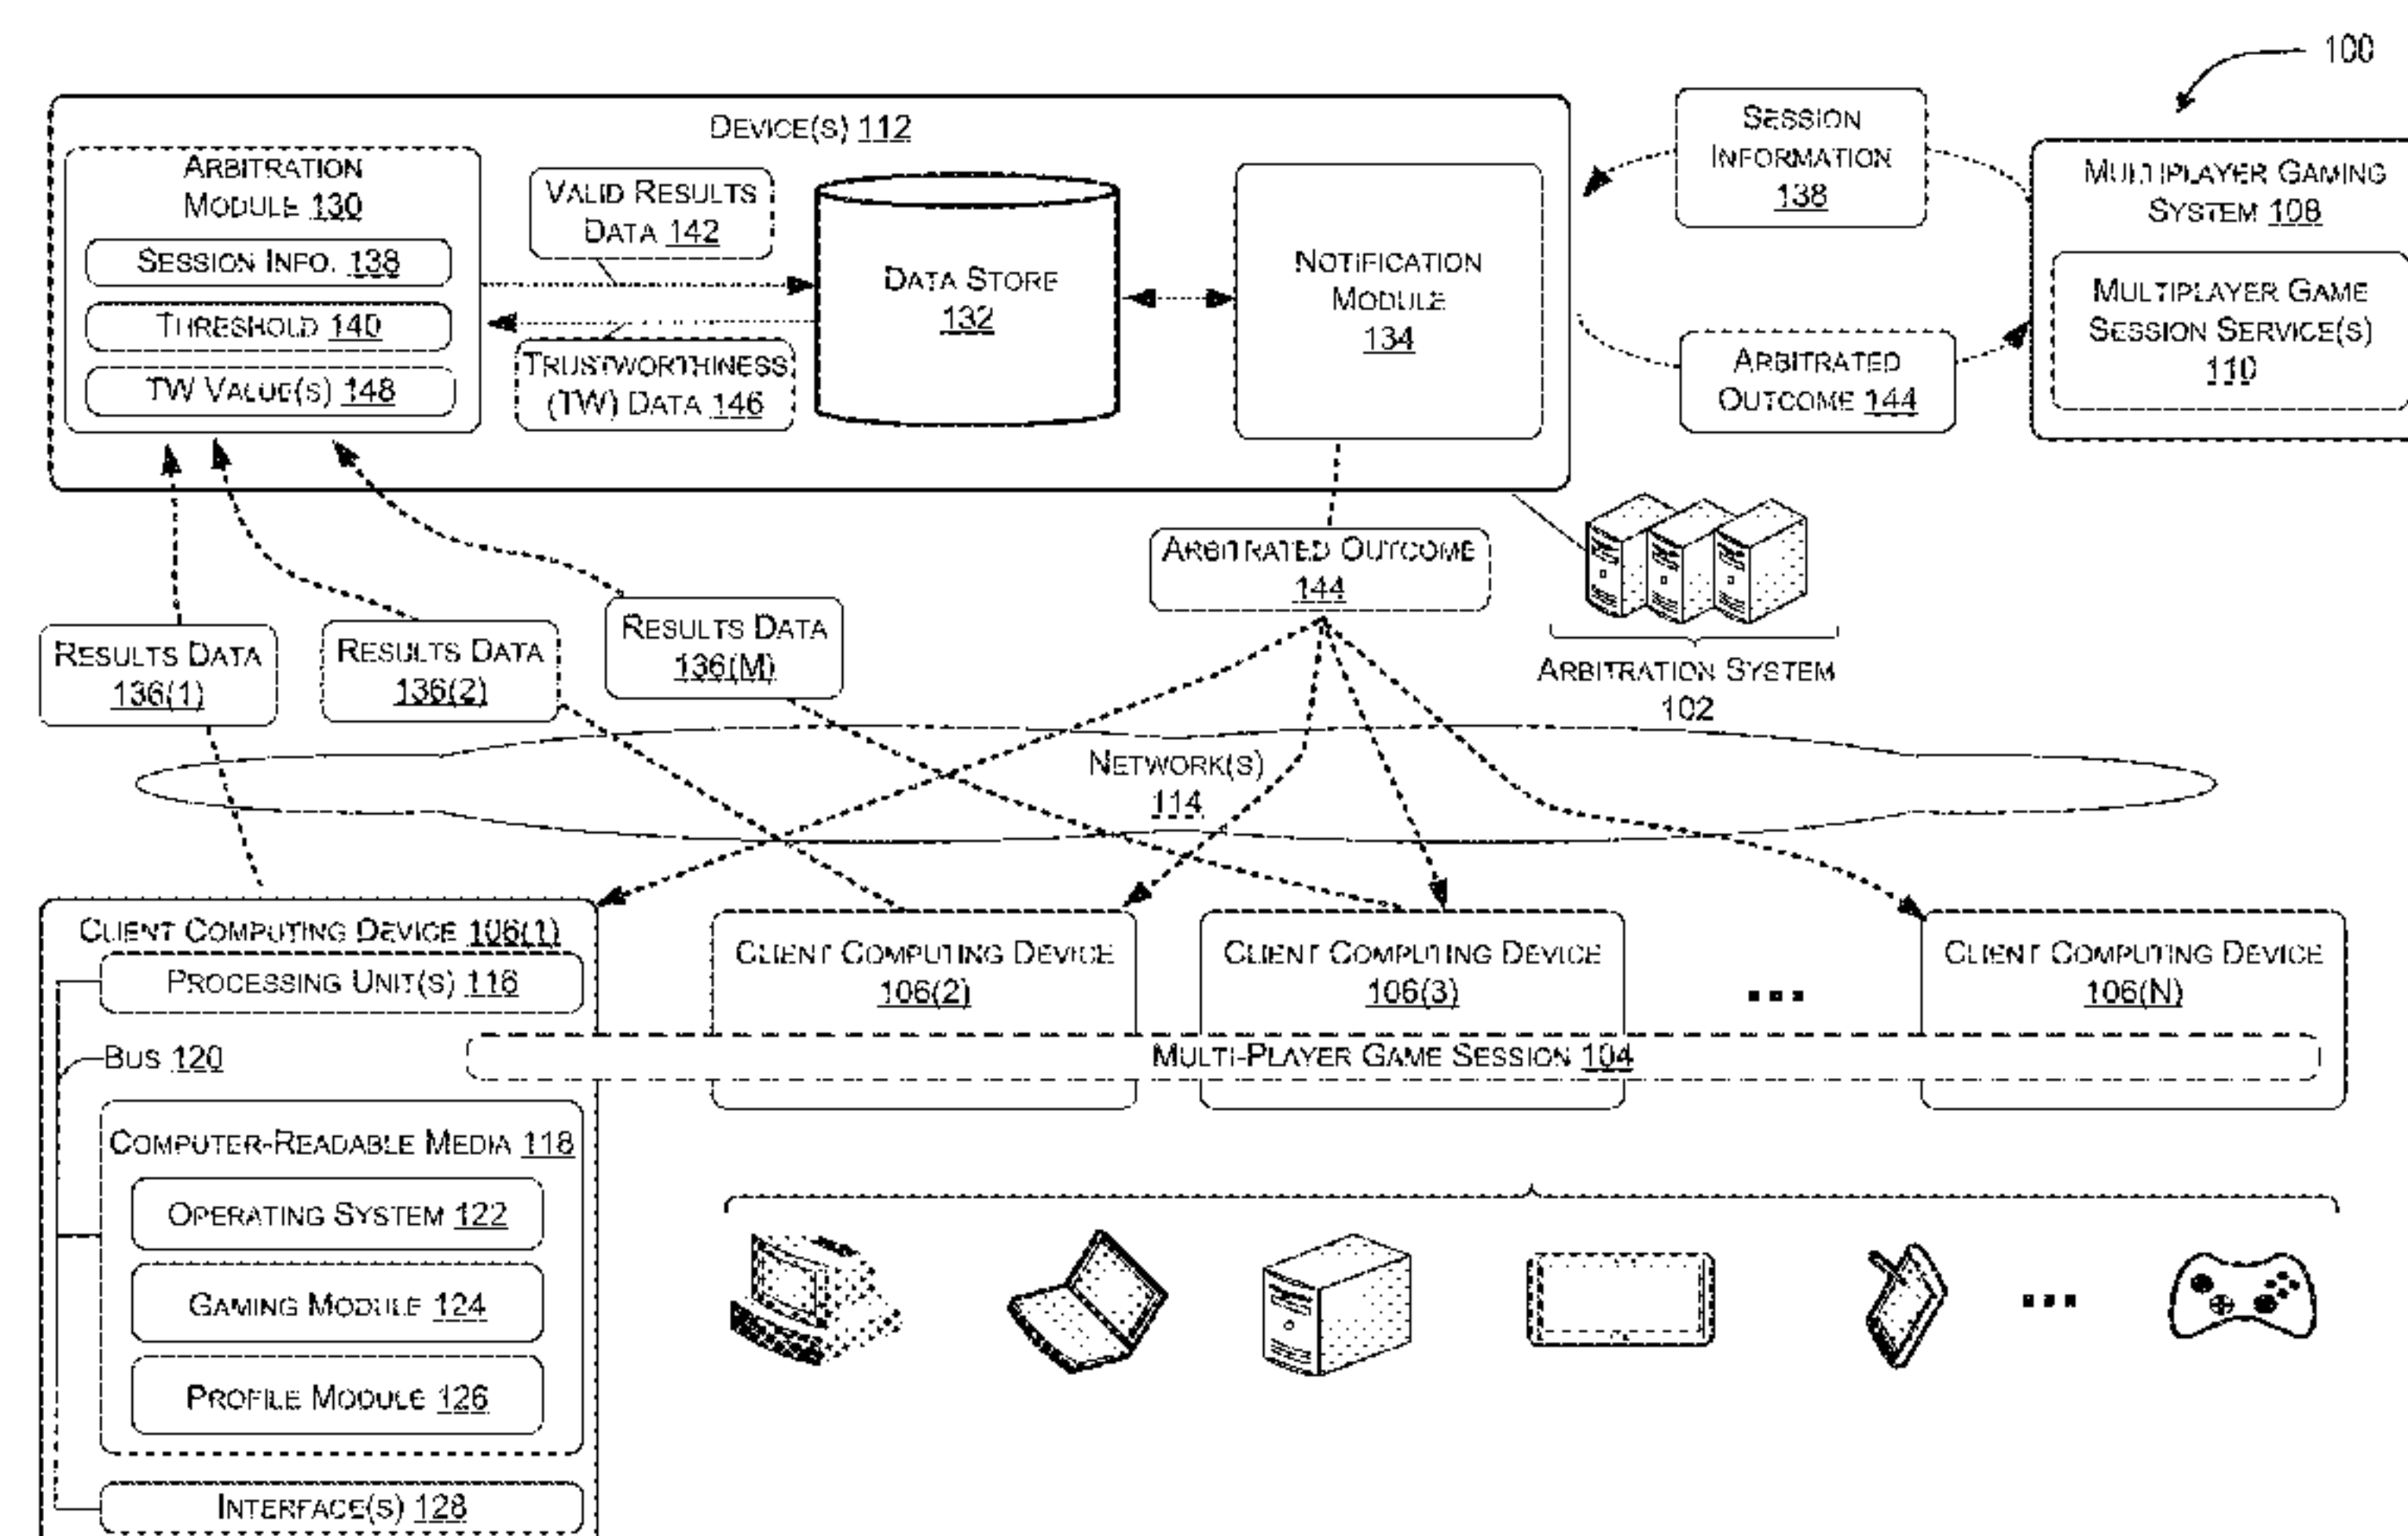 100
DEVICE(S) 112
ARBITRATION
MODULE 130
SESSION INFO. 138
THRESHOLD 140
TW VALUE(S) 148
VALID RESULTS
DATA 142
TRUSTWORTHINESS
(TW) DATA 146
DATA STORE
132
NOTIFICATION
MODULE
134
SESSION
INFORMATION
138
ARBITRATED
OUTCOME 144
MULTIPLAYER GAMING
SYSTEM 108
MULTIPLAYER GAME
SESSION SERVICE(S)
110
RESULTS DATA
136(1)
RESULTS DATA
136(2)
RESULTS DATA
136(M)
ARBITRATED OUTCOME
144
ARBITRATION SYSTEM
102
NETWORK(S)
114
CLIENT COMPUTING DEVICE 106(1)
PROCESSING UNIT(S) 116
BUS 120
COMPUTER-READABLE MEDIA 118
OPERATING SYSTEM 122
GAMING MODULE 124
PROFILE MODULE 126
INTERFACE(S) 128
CLIENT COMPUTING DEVICE
106(2)
CLIENT COMPUTING DEVICE
106(3)
CLIENT COMPUTING DEVICE
106(N)
MULTI-PLAYER GAME SESSION 104